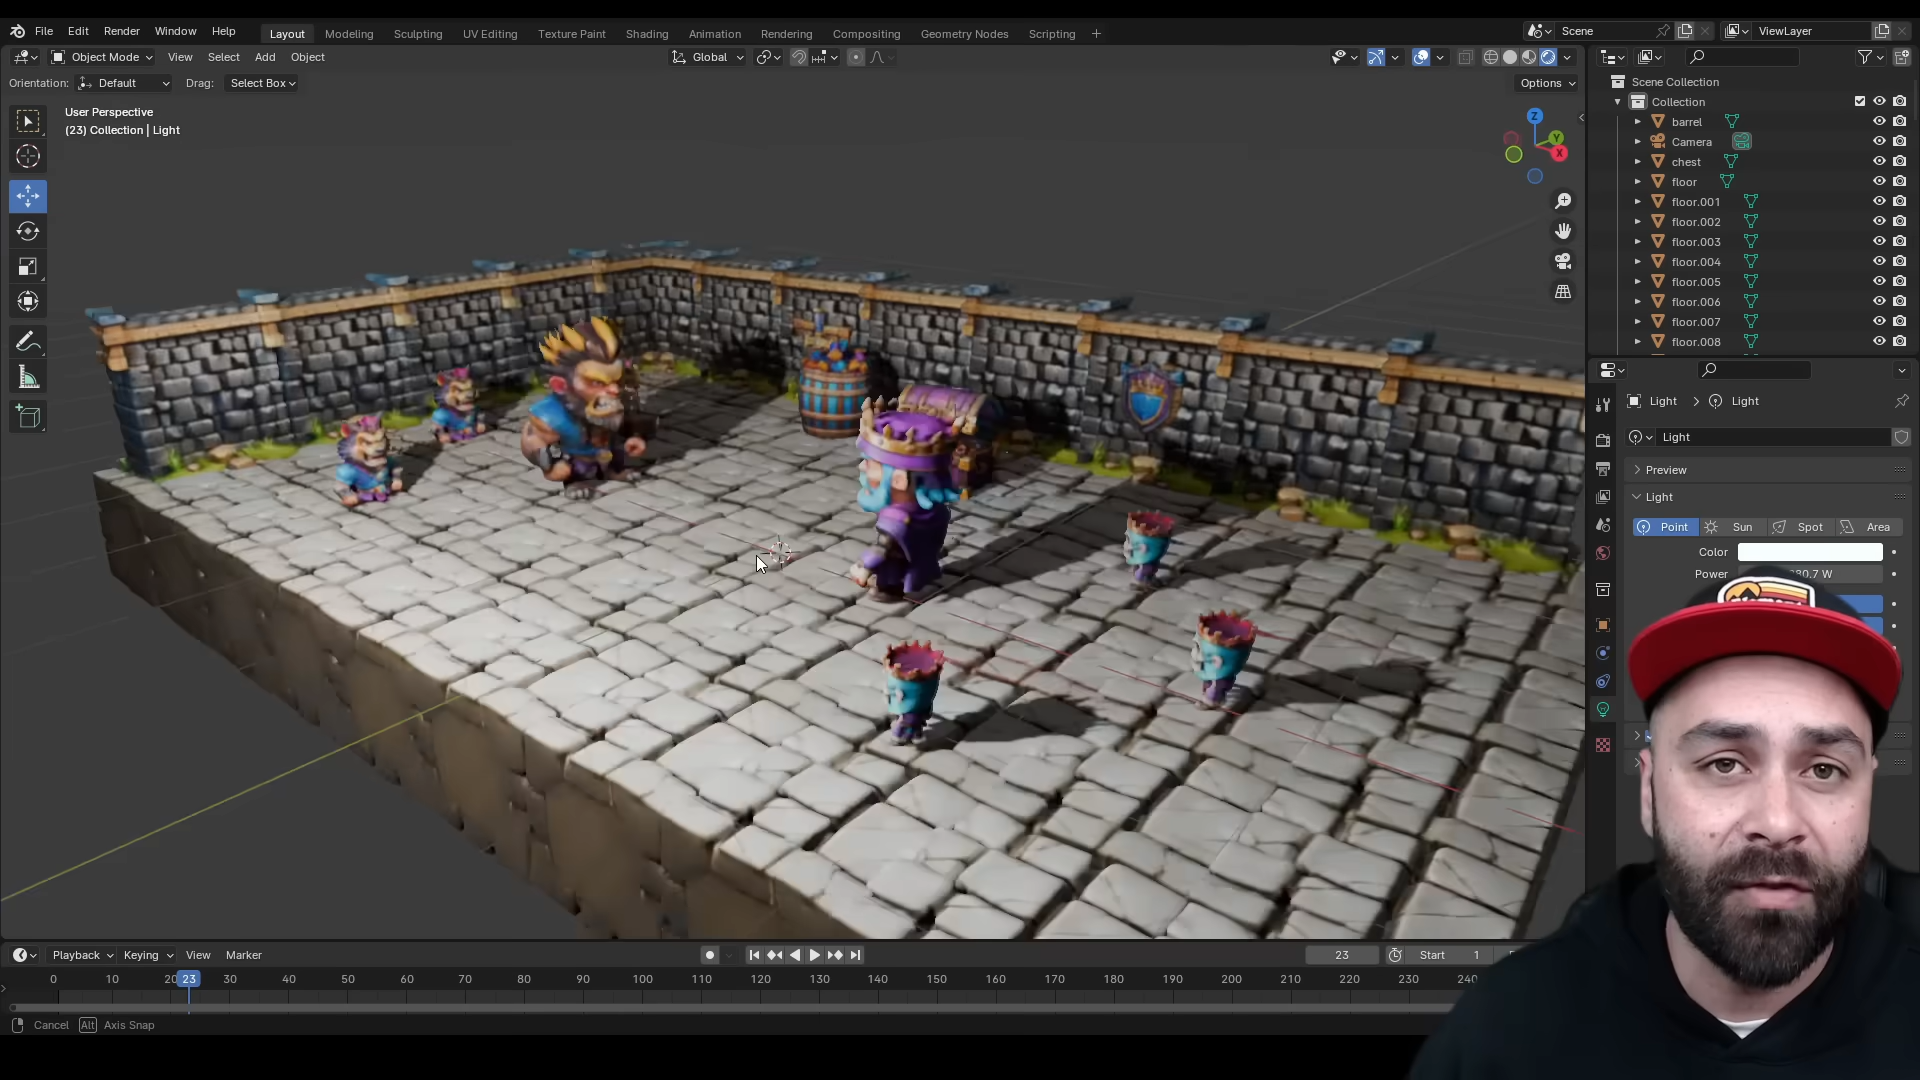 File Edit Render Window Help
Layout Modeling Sculpting UV Editing Texture Paint Shading Animation Rendering Compositing Geometry Nodes Scripting +
Scene
ViewLayer
Object Mode View Select Add Object
Global
Orientation: Default Drag: Select Box
Options
User Perspective
(23) Collection | Light
Z
Y
X
Scene Collection
Collection
barrel
Camera
chest
floor
floor.001
floor.002
floor.003
floor.004
floor.005
floor.006
floor.007
floor.008
Light > Light
Light
Preview
Light
Point Sun Spot Area
Color
Power
Playback Keying View Marker
23
Start 1
0 10 20 23 30 40 50 60 70 80 90 100 110 120 130 140 150 160 170 180 190 200 210 220 230 240
Cancel Alt Axis Snap